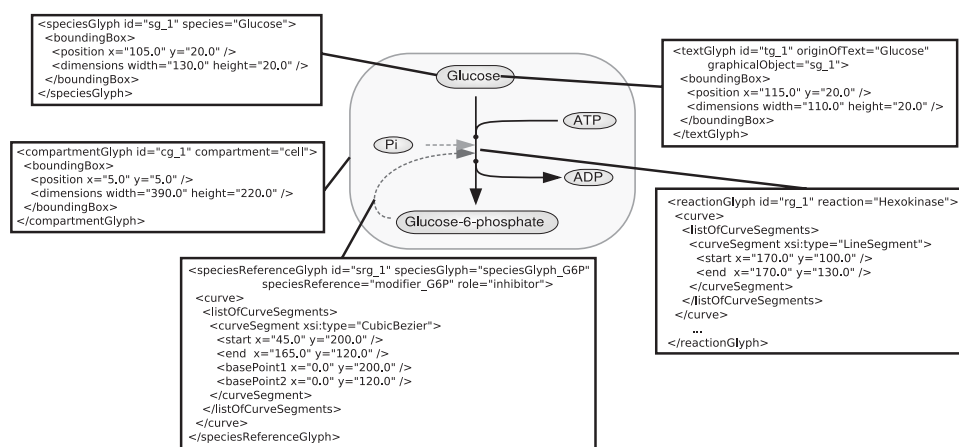 <speciesGlyph id="sg_1" species="Glucose">
<boundingBox>
<position x="105.0" y="20.0" />
<dimensions width="130.0" height="20.0" />
</boundingBox>
</speciesGlyph>
<textGlyph id="tg_1" originOfText="Glucose"
graphicalObject="sg_1">
<boundingBox>
<position x="115.0" y="20.0" />
<dimensions width="110.0" height="20.0" />
</boundingBox>
</textGlyph>
Glucose
ATP
Pi
ADP
Glucose-6-phosphate
<compartmentGlyph id="cg_1" compartment="cell">
<boundingBox>
<position x="5.0" y="5.0" />
<dimensions width="390.0" height="220.0" />
</boundingBox>
</compartmentGlyph>
<reactionGlyph id="rg_1" reaction="Hexokinase">
<curve>
<listOfCurveSegments>
<curveSegment xsi:type="LineSegment">
<start x="170.0" y="100.0" />
<end x="170.0" y="130.0" />
</curveSegment>
</listOfCurveSegments>
</curve>
...
</reactionGlyph>
<speciesReferenceGlyph id="srg_1" speciesGlyph="speciesGlyph_G6P"
speciesReference="modifier_G6P" role="inhibitor">
<curve>
<listOfCurveSegments>
<curveSegment xsi:type="CubicBezier">
<start x="45.0" y="200.0" />
<end x="165.0" y="120.0" />
<basePoint1 x="0.0" y="200.0" />
<basePoint2 x="0.0" y="120.0" />
</curveSegment>
</listOfCurveSegments>
</curve>
</speciesReferenceGlyph>